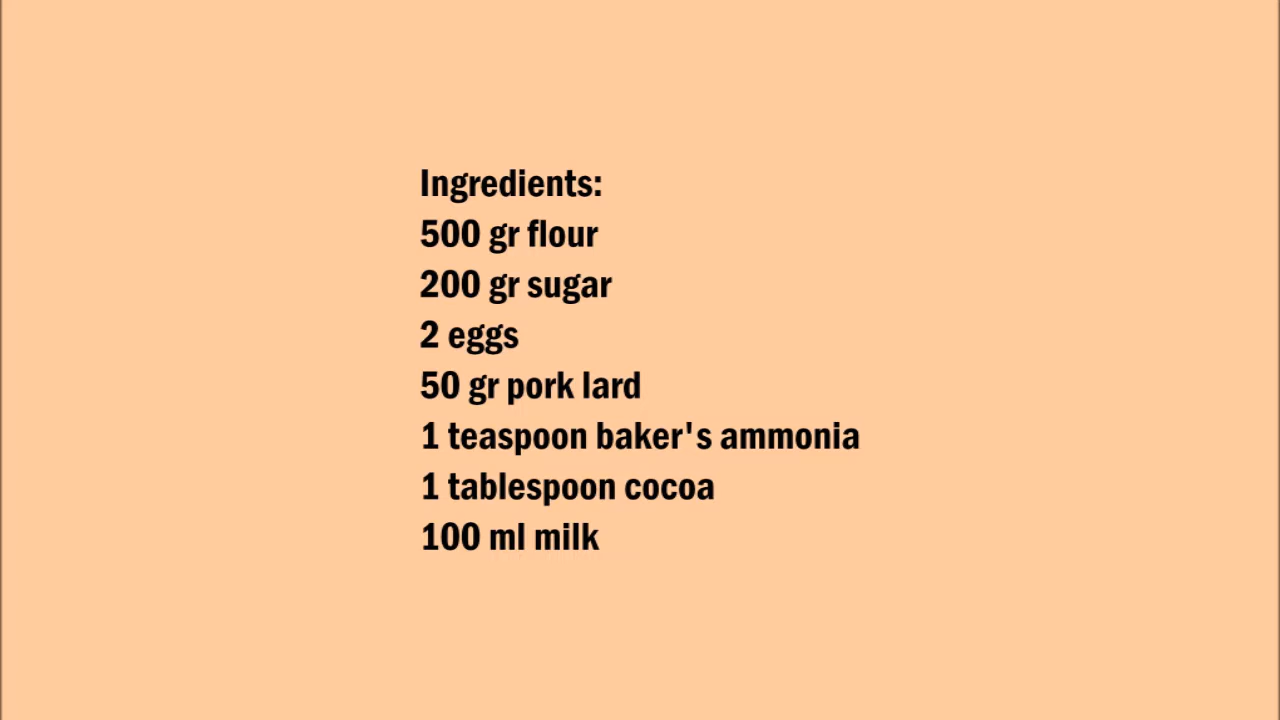 Ingredients:
500 gr flour
200 gr sugar
2 eggs
50 gr pork lard
1 teaspoon baker's ammonia
1 tablespoon cocoa
100 ml milk